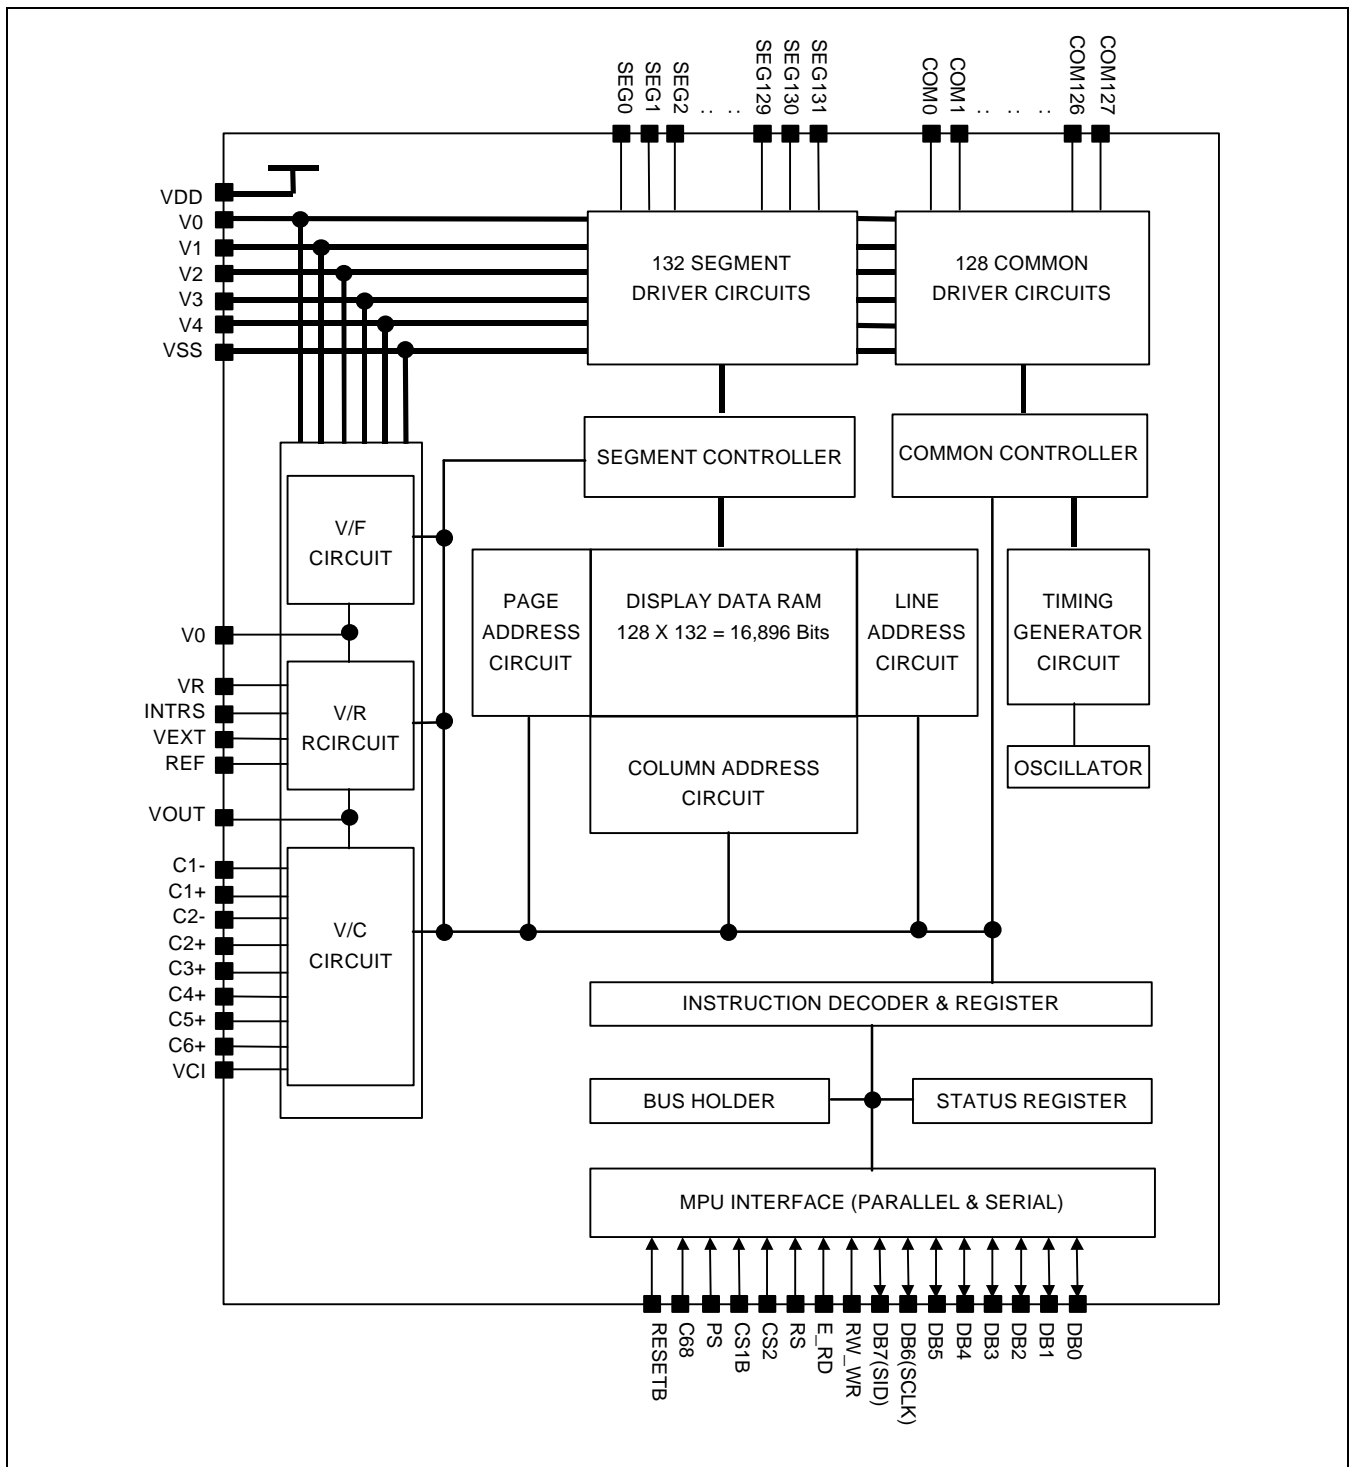 SEG0
SEG1
SEG2
.. ..
SEG129
SEG130
SEG131
COM0
COM1
.. .. ..
COM126
COM127
VDD
V0
V1
V2
V3
V4
VSS
132 SEGMENT
DRIVER CIRCUITS
128 COMMON
DRIVER CIRCUITS
SEGMENT CONTROLLER
COMMON CONTROLLER
V/F
CIRCUIT
PAGE
ADDRESS
CIRCUIT
DISPLAY DATA RAM
128 X 132 = 16,896 Bits
LINE
ADDRESS
CIRCUIT
TIMING
GENERATOR
CIRCUIT
V0
VR
INTRS
VEXT
REF
V/R
RCIRCUIT
COLUMN ADDRESS
CIRCUIT
OSCILLATOR
VOUT
C1-
C1+
C2-
C2+
C3+
C4+
C5+
C6+
VCI
V/C
CIRCUIT
INSTRUCTION DECODER & REGISTER
BUS HOLDER
STATUS REGISTER
MPU INTERFACE (PARALLEL & SERIAL)
RESETB
C68
PS
CS1B
CS2
RS
E_RD
RW_WR
DB7(SID)
DB6(SCLK)
DB5
DB4
DB3
DB2
DB1
DB0